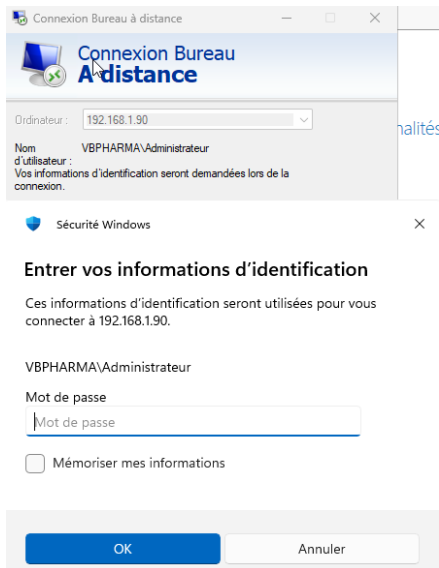 Connexion Bureau à distance
Connexion Bureau
A distance
Ordinateur :
192.168.1.90
Nom
d'utilisateur :
VBPHARMA\Administrateur
Vos informations d'identification seront demandées lors de la
connexion.
nalités
Sécurité Windows
Entrer vos informations d'identification
Ces informations d'identification seront utilisées pour vous
connecter à 192.168.1.90.
VBPHARMA\Administrateur
Mot de passe
Mot de passe
Mémoriser mes informations
OK
Annuler